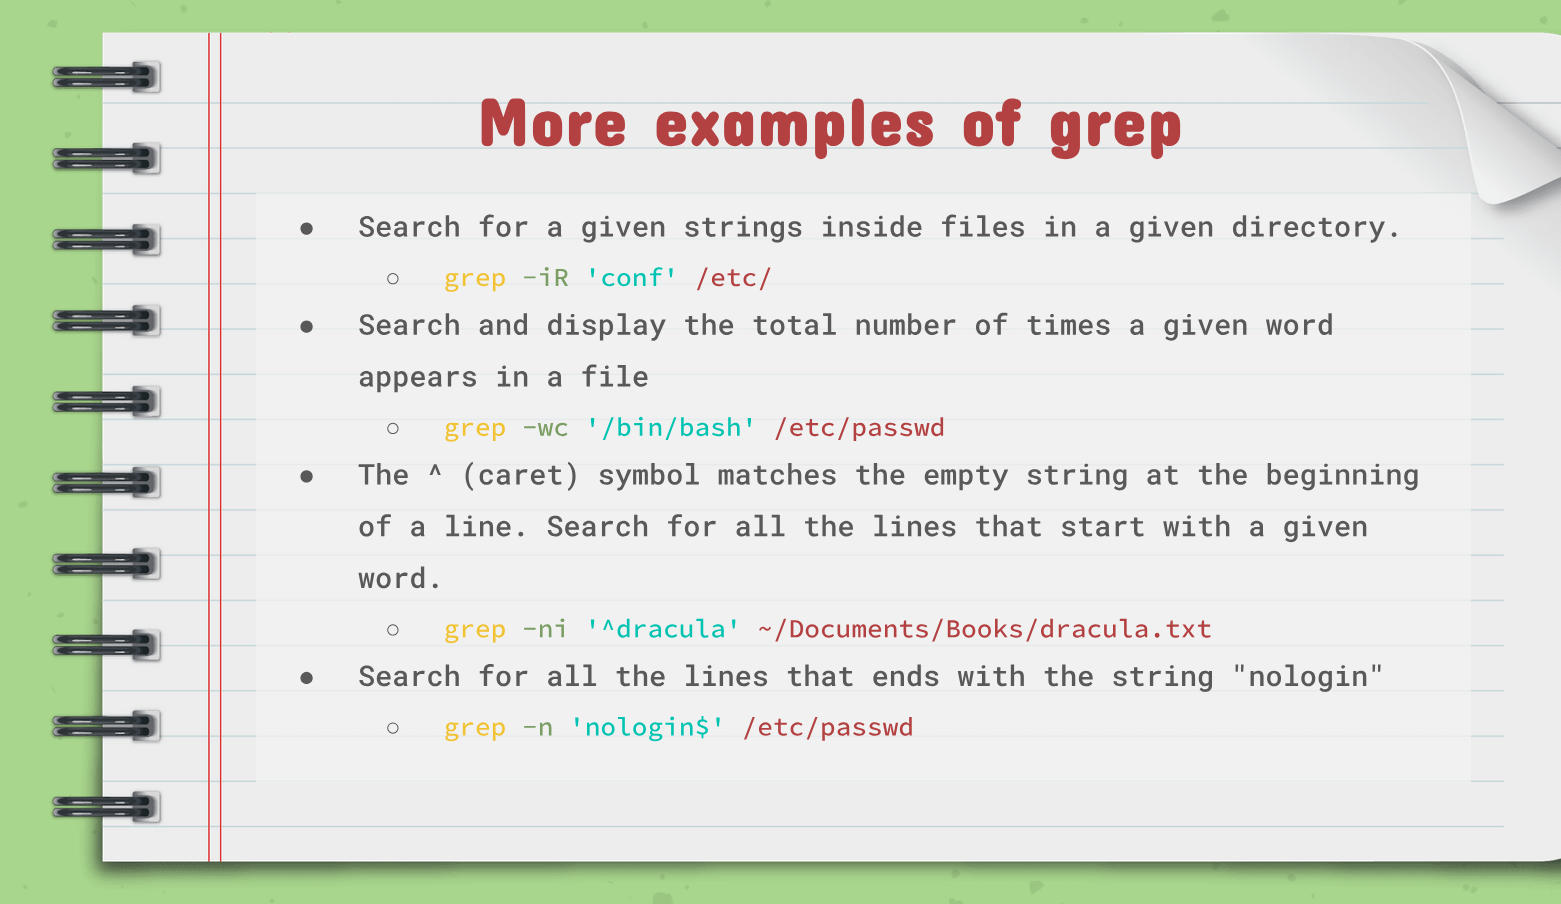 More examples of grep
● Search for a given strings inside files in a given directory.
○ grep -iR 'conf' /etc/
● Search and display the total number of times a given word
appears in a file
○ grep -wc '/bin/bash' /etc/passwd
● The ^ (caret) symbol matches the empty string at the beginning
of a line. Search for all the lines that start with a given
word.
○ grep -ni '^dracula' ~/Documents/Books/dracula.txt
● Search for all the lines that ends with the string "nologin"
○ grep -n 'nologin$' /etc/passwd